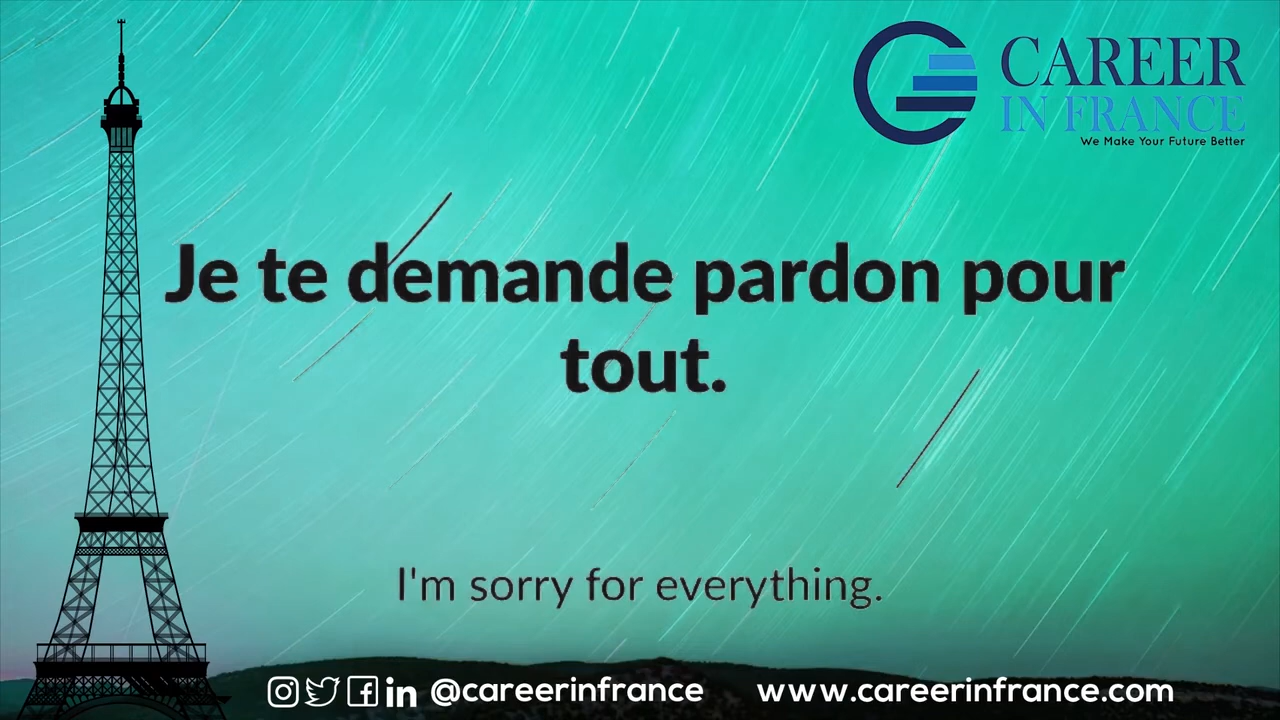 CAREER
IN FRANCE
We Make Your Future Better
Je te demande pardon pour
tout.
I'm sorry for everything.
@careerinfrance www.careerinfrance.com